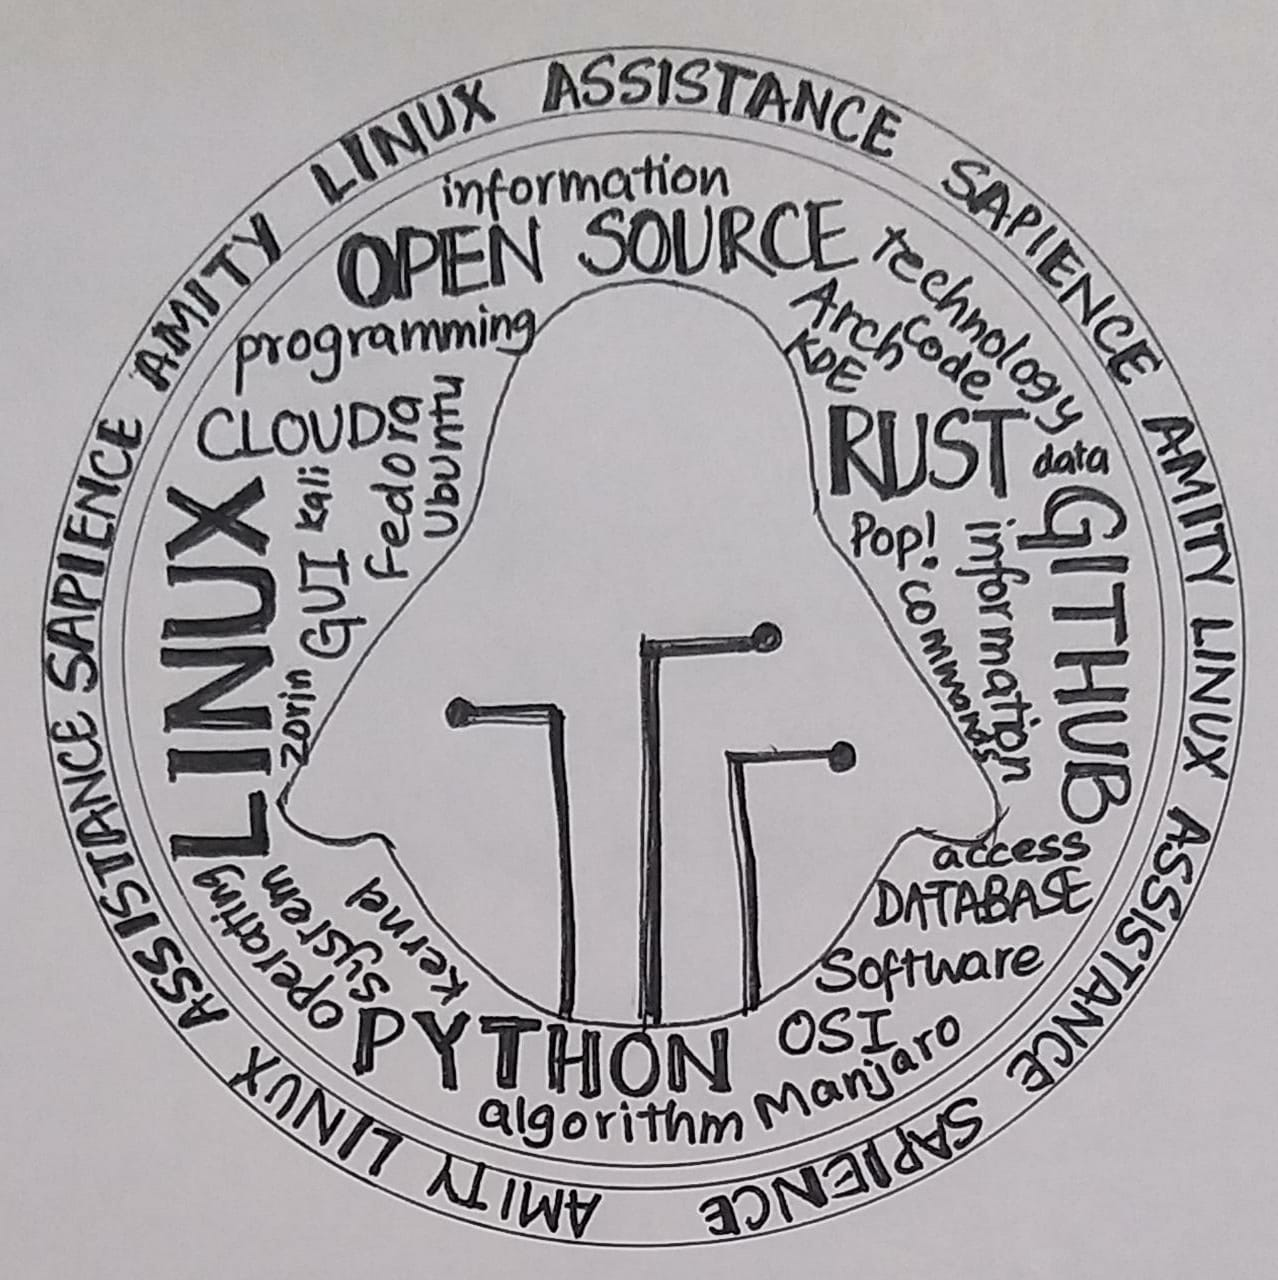 AMITY LINUX ASSISTANCE SAPIENCE
AMITY LINUX ASSISTANCE SAPIENCE
AMITY LINUX ASSISTANCE SAPIENCE
information
OPEN SOURCE
technology
programming
Arch
Code
KDE
CLOUD
Fedora
Ubuntu
RUST
data
LINUX
kali
GUI
zorin
Pop!
information
GITHUB
commands
operating
system
kernel
access
DATABASE
Software
PYTHON
OSI
algorithm
Manjaro